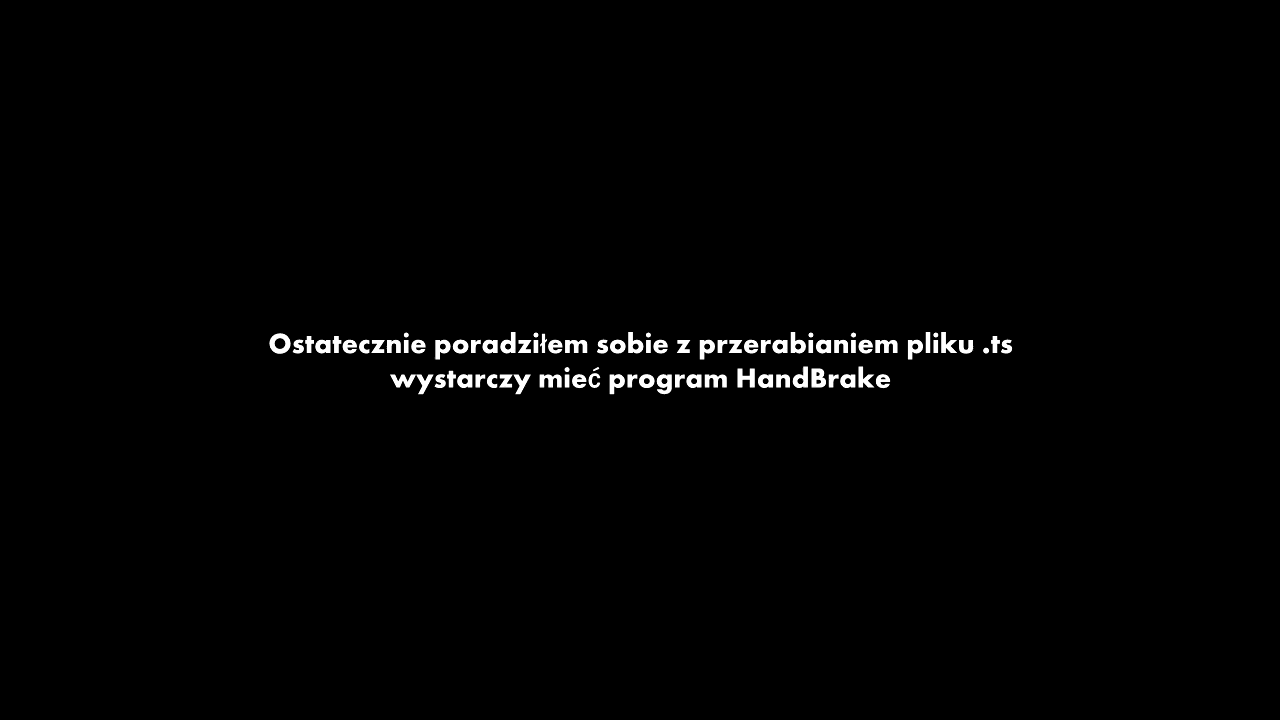 Ostatecznie poradziłem sobie z przerabianiem pliku .ts
wystarczy mieć program HandBrake